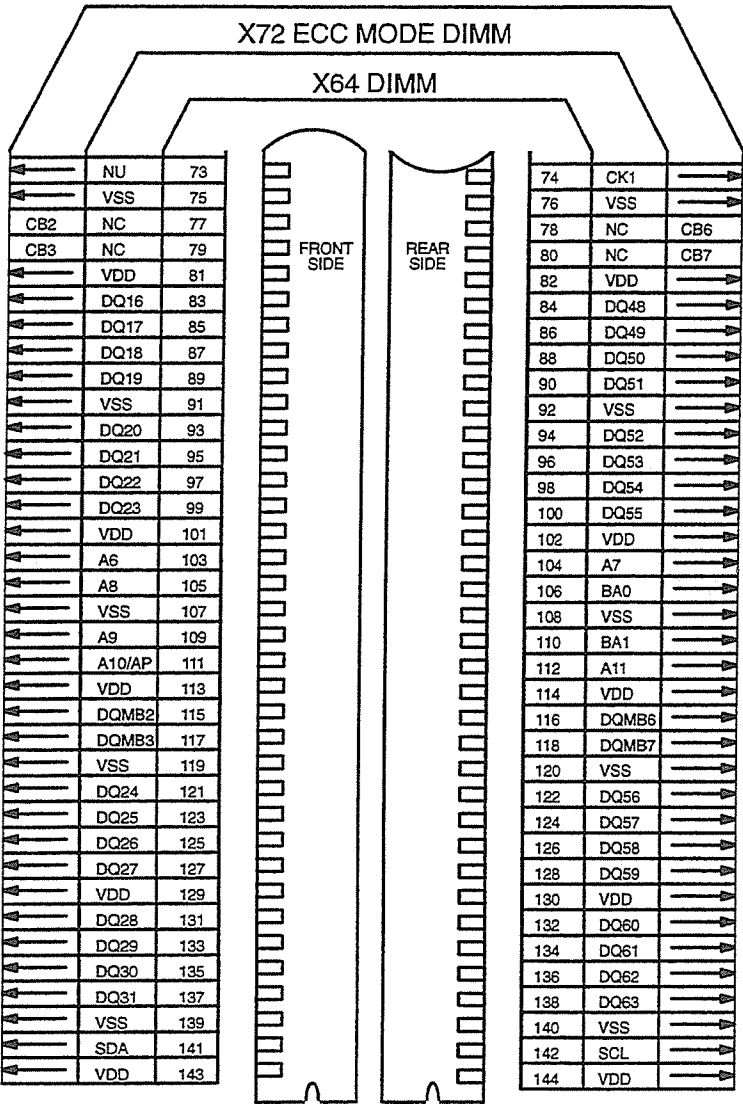 X72 ECC MODE DIMM
X64 DIMM
FRONT SIDE
REAR SIDE
NU 73 74 CK1
VSS 75 76 VSS
CB2 NC 77 78 NC CB6
CB3 NC 79 80 NC CB7
VDD 81 82 VDD
DQ16 83 84 DQ48
DQ17 85 86 DQ49
DQ18 87 88 DQ50
DQ19 89 90 DQ51
VSS 91 92 VSS
DQ20 93 94 DQ52
DQ21 95 96 DQ53
DQ22 97 98 DQ54
DQ23 99 100 DQ55
VDD 101 102 VDD
A6 103 104 A7
A8 105 106 BA0
VSS 107 108 VSS
A9 109 110 BA1
A10/AP 111 112 A11
VDD 113 114 VDD
DQMB2 115 116 DQMB6
DQMB3 117 118 DQMB7
VSS 119 120 VSS
DQ24 121 122 DQ56
DQ25 123 124 DQ57
DQ26 125 126 DQ58
DQ27 127 128 DQ59
VDD 129 130 VDD
DQ28 131 132 DQ60
DQ29 133 134 DQ61
DQ30 135 136 DQ62
DQ31 137 138 DQ63
VSS 139 140 VSS
SDA 141 142 SCL
VDD 143 144 VDD